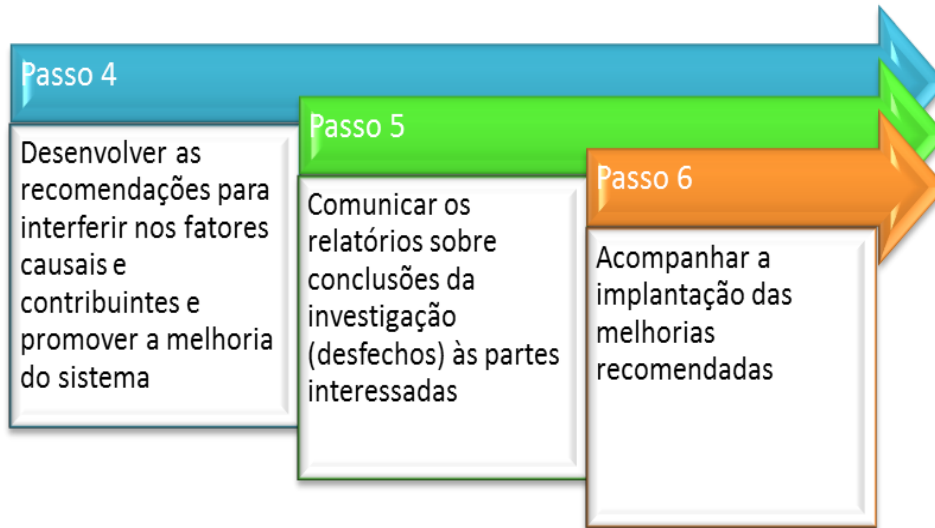 Passo 4
Desenvolver as
recomendações para
interferir nos fatores
causais e
contribuintes e
promover a melhoria
do sistema
Passo 5
Comunicar os
relatórios sobre
conclusões da
investigação
(desfechos) às partes
interessadas
Passo 6
Acompanhar a
implantação das
melhorias
recomendadas